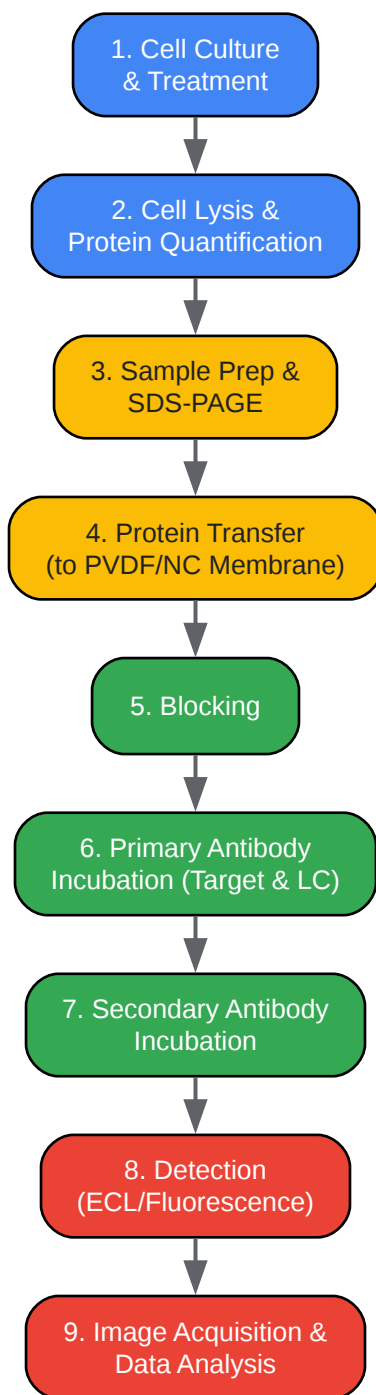 1. Cell Culture
& Treatment
2. Cell Lysis &
Protein Quantification
3. Sample Prep &
SDS-PAGE
4. Protein Transfer
(to PVDF/NC Membrane)
5. Blocking
6. Primary Antibody
Incubation (Target & LC)
7. Secondary Antibody
Incubation
8. Detection
(ECL/Fluorescence)
9. Image Acquisition &
Data Analysis